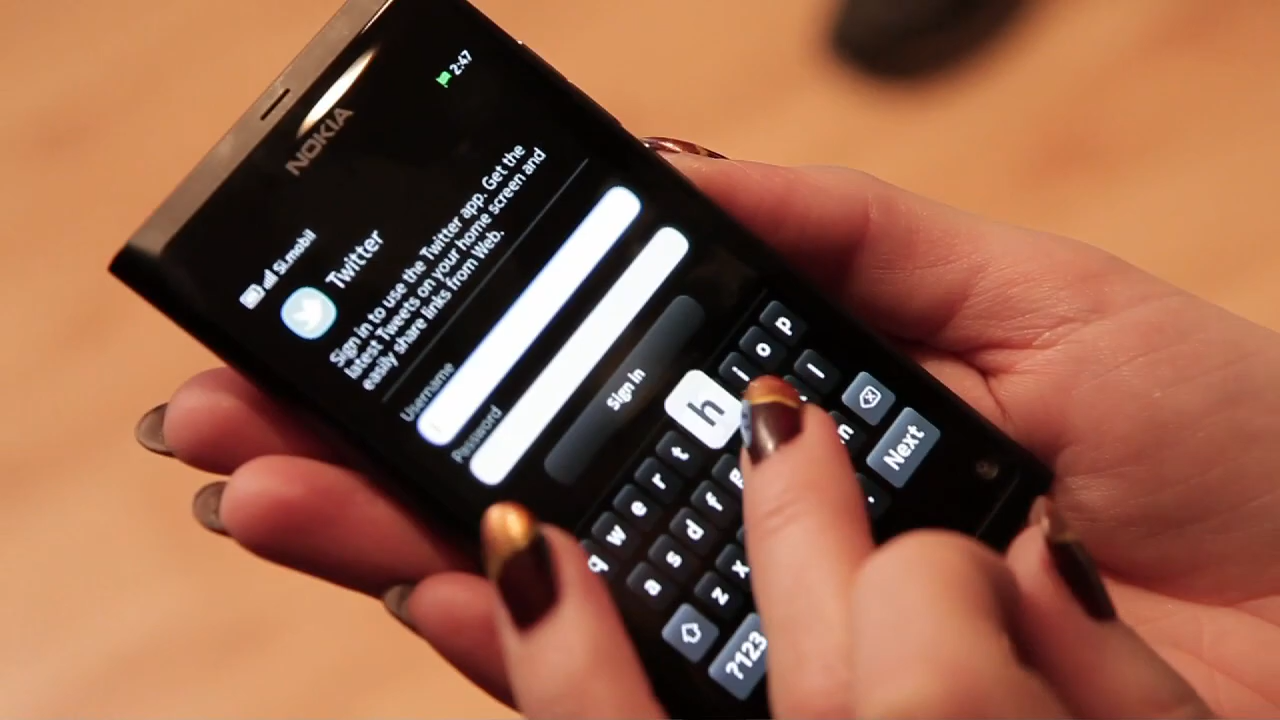 NOKIA
2:47
Si.mobil
Twitter
Sign in to use the Twitter app. Get the
latest Tweets on your home screen and
easily share links from Web.
Username
Password
Sign in
h
q w e r t i o p
a s d f l
z x
?123
Next